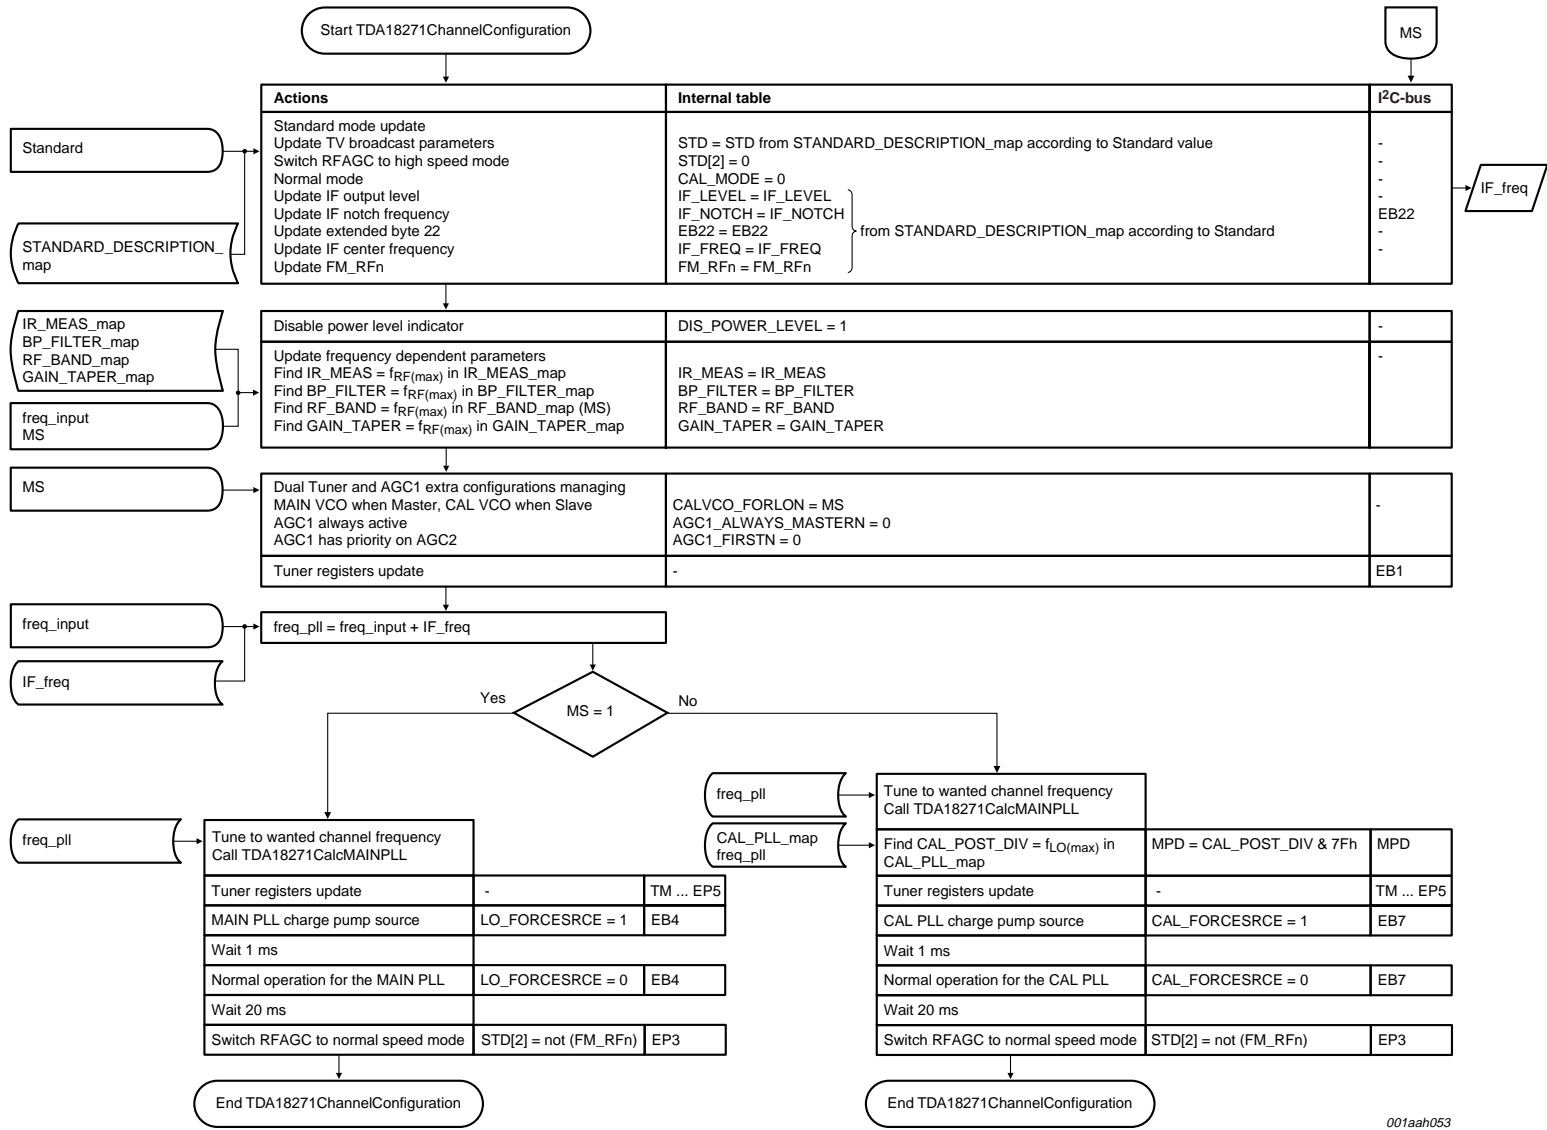 Start TDA18271ChannelConfiguration
MS
Actions Internal table I2C-bus
Standard
STANDARD_DESCRIPTION_
map
Standard mode update
Update TV broadcast parameters STD = STD from STANDARD_DESCRIPTION_map according to Standard value -
Switch RFAGC to high speed mode STD[2] = 0 -
Normal mode CAL_MODE = 0 -
Update IF output level IF_LEVEL = IF_LEVEL -
Update IF notch frequency IF_NOTCH = IF_NOTCH EB22
Update extended byte 22 EB22 = EB22 from STANDARD_DESCRIPTION_map according to Standard -
Update IF center frequency IF_FREQ = IF_FREQ -
Update FM_RFn FM_RFn = FM_RFn
IF_freq
IR_MEAS_map
BP_FILTER_map
RF_BAND_map
GAIN_TAPER_map
freq_input
MS
Disable power level indicator DIS_POWER_LEVEL = 1 -
Update frequency dependent parameters -
Find IR_MEAS = fRF(max) in IR_MEAS_map IR_MEAS = IR_MEAS
Find BP_FILTER = fRF(max) in BP_FILTER_map BP_FILTER = BP_FILTER
Find RF_BAND = fRF(max) in RF_BAND_map (MS) RF_BAND = RF_BAND
Find GAIN_TAPER = fRF(max) in GAIN_TAPER_map GAIN_TAPER = GAIN_TAPER
MS
Dual Tuner and AGC1 extra configurations managing
MAIN VCO when Master, CAL VCO when Slave CALVCO_FORLON = MS -
AGC1 always active AGC1_ALWAYS_MASTERN = 0
AGC1 has priority on AGC2 AGC1_FIRSTN = 0
Tuner registers update - EB1
freq_input
IF_freq
freq_pll = freq_input + IF_freq
Yes
MS = 1
No
freq_pll
Tune to wanted channel frequency
Call TDA18271CalcMAINPLL
Tuner registers update - TM ... EP5
MAIN PLL charge pump source LO_FORCESRCE = 1 EB4
Wait 1 ms
Normal operation for the MAIN PLL LO_FORCESRCE = 0 EB4
Wait 20 ms
Switch RFAGC to normal speed mode STD[2] = not (FM_RFn) EP3
End TDA18271ChannelConfiguration
freq_pll
CAL_PLL_map
freq_pll
Tune to wanted channel frequency
Call TDA18271CalcMAINPLL
Find CAL_POST_DIV = fLO(max) in MPD = CAL_POST_DIV & 7Fh MPD
CAL_PLL_map
Tuner registers update - TM ... EP5
CAL PLL charge pump source CAL_FORCESRCE = 1 EB7
Wait 1 ms
Normal operation for the CAL PLL CAL_FORCESRCE = 0 EB7
Wait 20 ms
Switch RFAGC to normal speed mode STD[2] = not (FM_RFn) EP3
End TDA18271ChannelConfiguration
001aah053